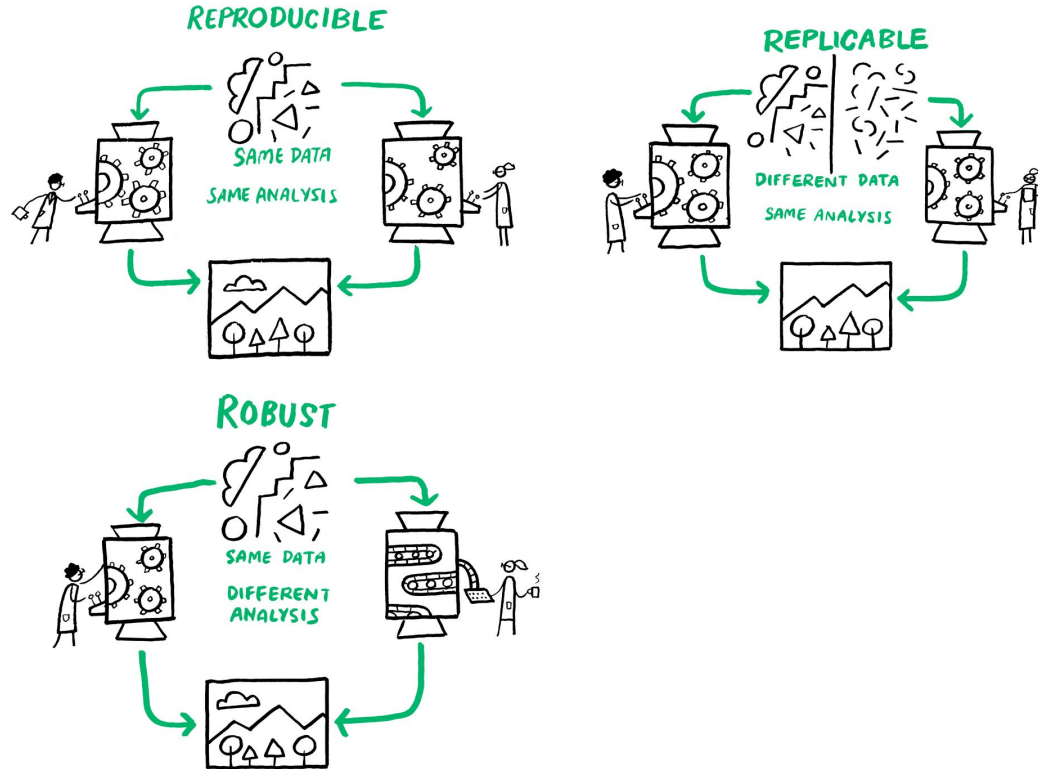 REPRODUCIBLE
SAME DATA
SAME ANALYSIS
REPLICABLE
DIFFERENT DATA
SAME ANALYSIS
ROBUST
SAME DATA
DIFFERENT
ANALYSIS